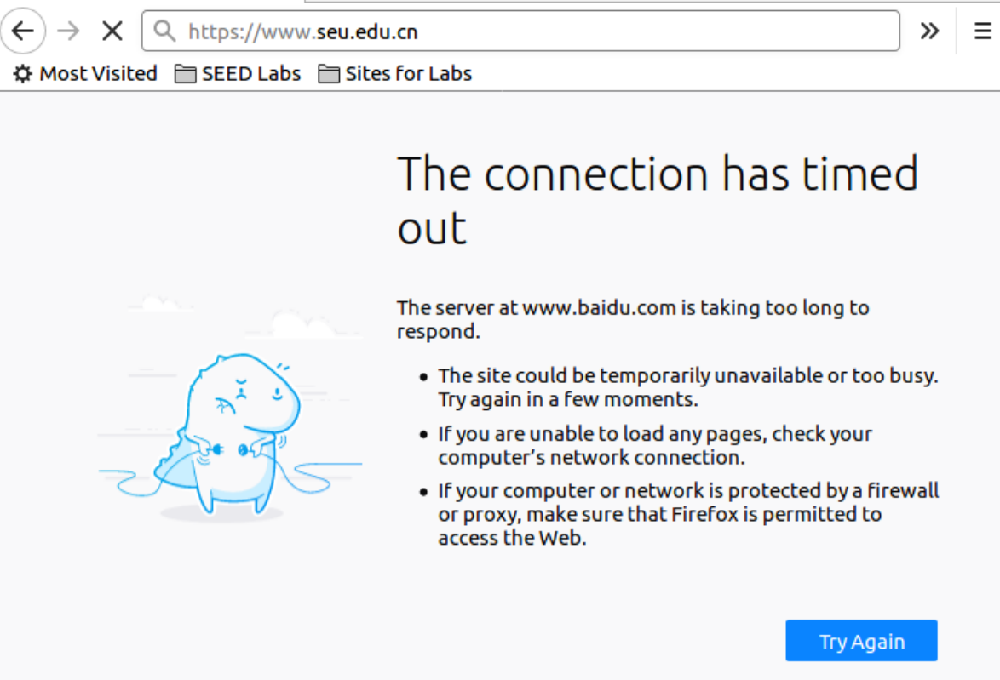 https://www.seu.edu.cn
Most Visited SEED Labs Sites for Labs
The connection has timed
out
The server at www.baidu.com is taking too long to
respond.
• The site could be temporarily unavailable or too busy.
Try again in a few moments.
• If you are unable to load any pages, check your
computer’s network connection.
• If your computer or network is protected by a firewall
or proxy, make sure that Firefox is permitted to
access the Web.
Try Again